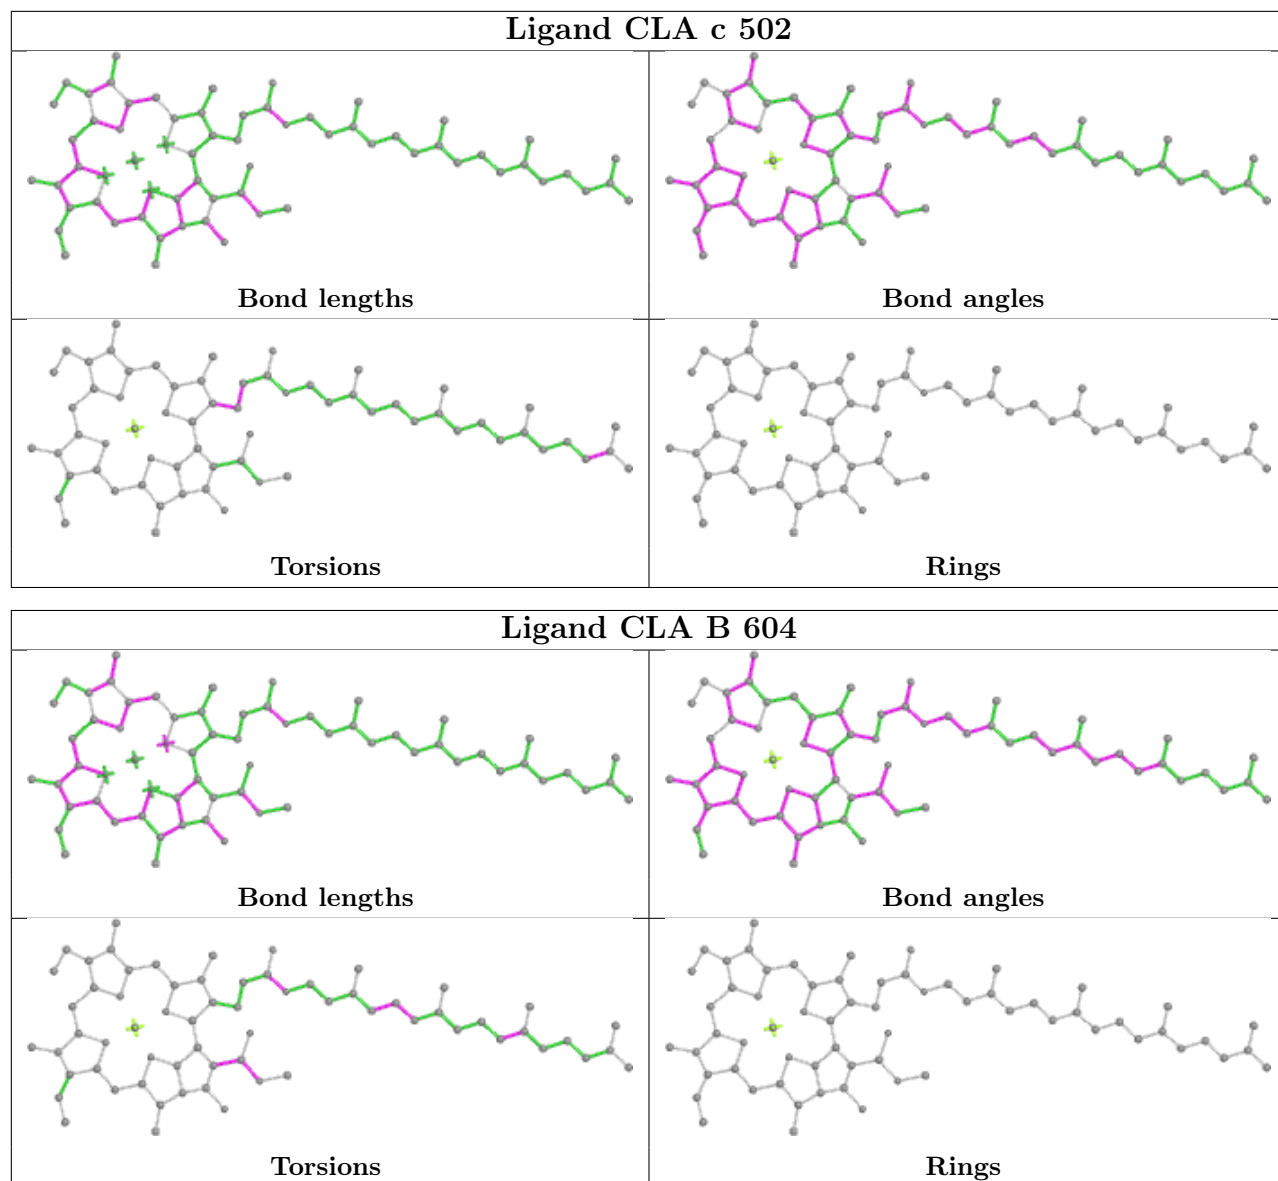 Ligand CLA c 502
Bond lengths
Bond angles
Torsions
Rings
Ligand CLA B 604
Bond lengths
Bond angles
Torsions
Rings